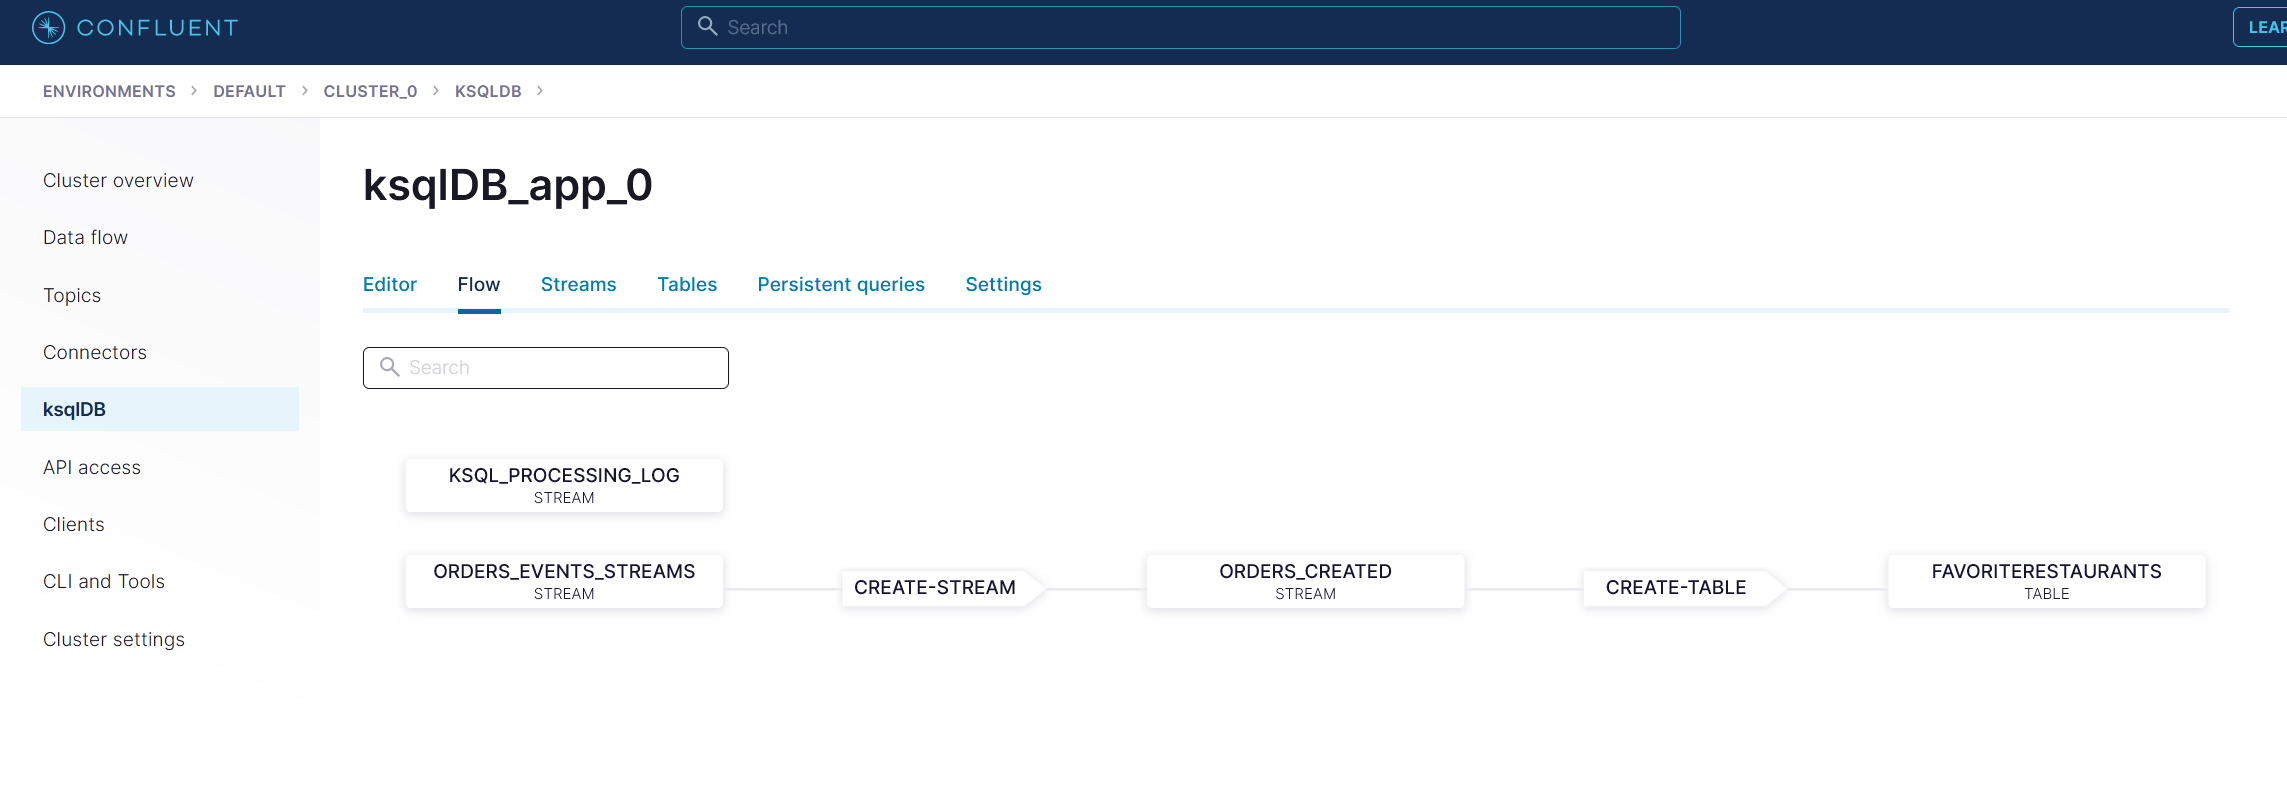 CONFLUENT
Search
LEAR
ENVIRONMENTS > DEFAULT > CLUSTER_0 > KSQLDB >
Cluster overview
Data flow
Topics
Connectors
ksqlDB
API access
Clients
CLI and Tools
Cluster settings
ksqlDB_app_0
Editor Flow Streams Tables Persistent queries Settings
Search
KSQL_PROCESSING_LOG
STREAM
ORDERS_EVENTS_STREAMS
STREAM
CREATE-STREAM
ORDERS_CREATED
STREAM
CREATE-TABLE
FAVORITERESTAURANTS
TABLE